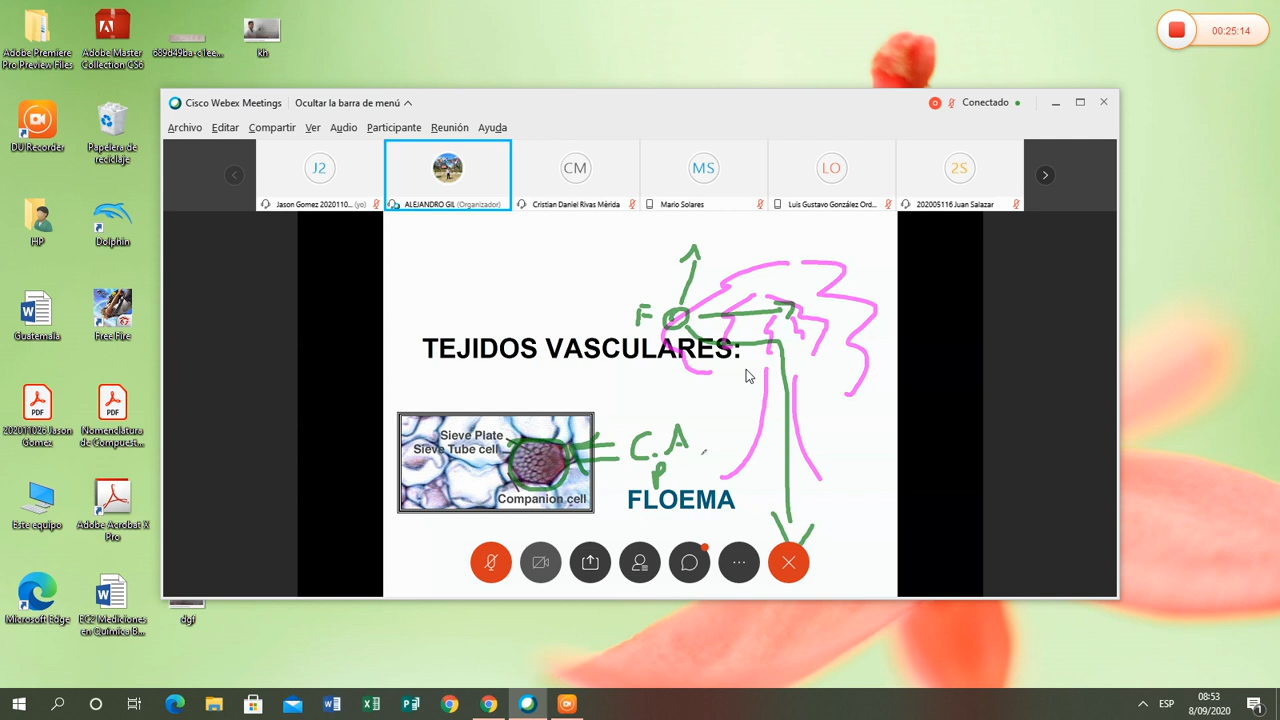 Adobe Premiere
Pro Preview Files
Adobe Master
Collection CS6
kh
00:25:14
DU Recorder
Papelera de
reciclaje
HP
Dolphin
Guatemala
Free Fire
202011026 Jason
Gomez
Nomenclatura
de Compuest...
Este equipo
Adobe Acrobat X
Pro
Microsoft Edge
EC2 Mediciones
en Química B...
dgf
Cisco Webex Meetings
Ocultar la barra de menú
Conectado
Archivo Editar Compartir Ver Audio Participante Reunión Ayuda
J2
CM
MS
LO
2S
Jason Gomez 2020110... (yo)
ALEJANDRO GIL (Organizador)
Cristian Daniel Rivas Mérida
Mario Solares
Luis Gustavo González Ord...
202005116 Juan Salazar
F
TEJIDOS VASCULARES:
Sieve Plate
Sieve Tube cell
Companion cell
C.A
P
FLOEMA
ESP
08:53
8/09/2020
1